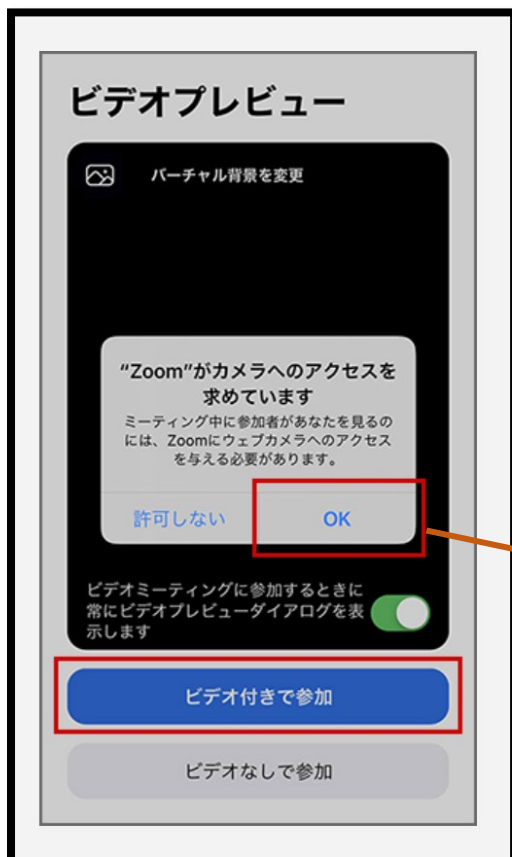 ビデオプレビュー
バーチャル背景を変更
“Zoom”がカメラへのアクセスを
求めています
ミーティング中に参加者があなたを見るの
には、Zoomにウェブカメラへのアクセス
を与える必要があります。
許可しない OK
ビデオミーティングに参加するときに
常にビデオプレビューダイアログを表
示します
ビデオ付きで参加
ビデオなしで参加